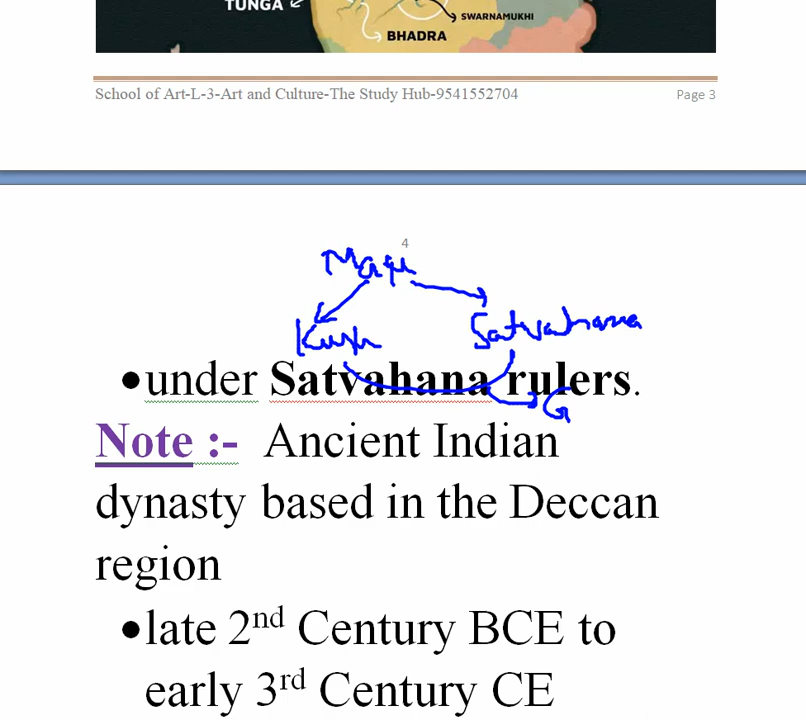 TUNGA
SWARNAMUKHI
BHADRA
School of Art-L-3-Art and Culture-The Study Hub-9541552704 Page 3
4
Kush Satvahana
•under Satvahana rulers.
G
Note :- Ancient Indian
dynasty based in the Deccan
region
•late 2nd Century BCE to
early 3rd Century CE